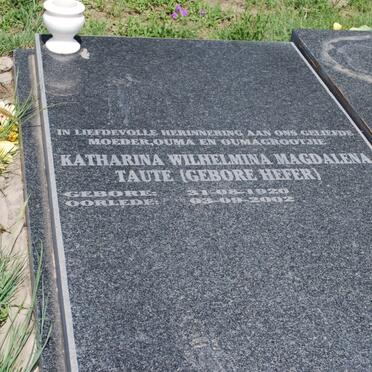 IN LIEFDEVOLLE HERINNERING AAN ONS GELIEFDE
MOEDER, OUMA EN OUMAGROOTJIE
KATHARINA WILHELMINA MAGDALENA
TAUTE (GEBORE HEFER)
GEBORE: 31-08-1920
OORLEDE: 03-09-2002